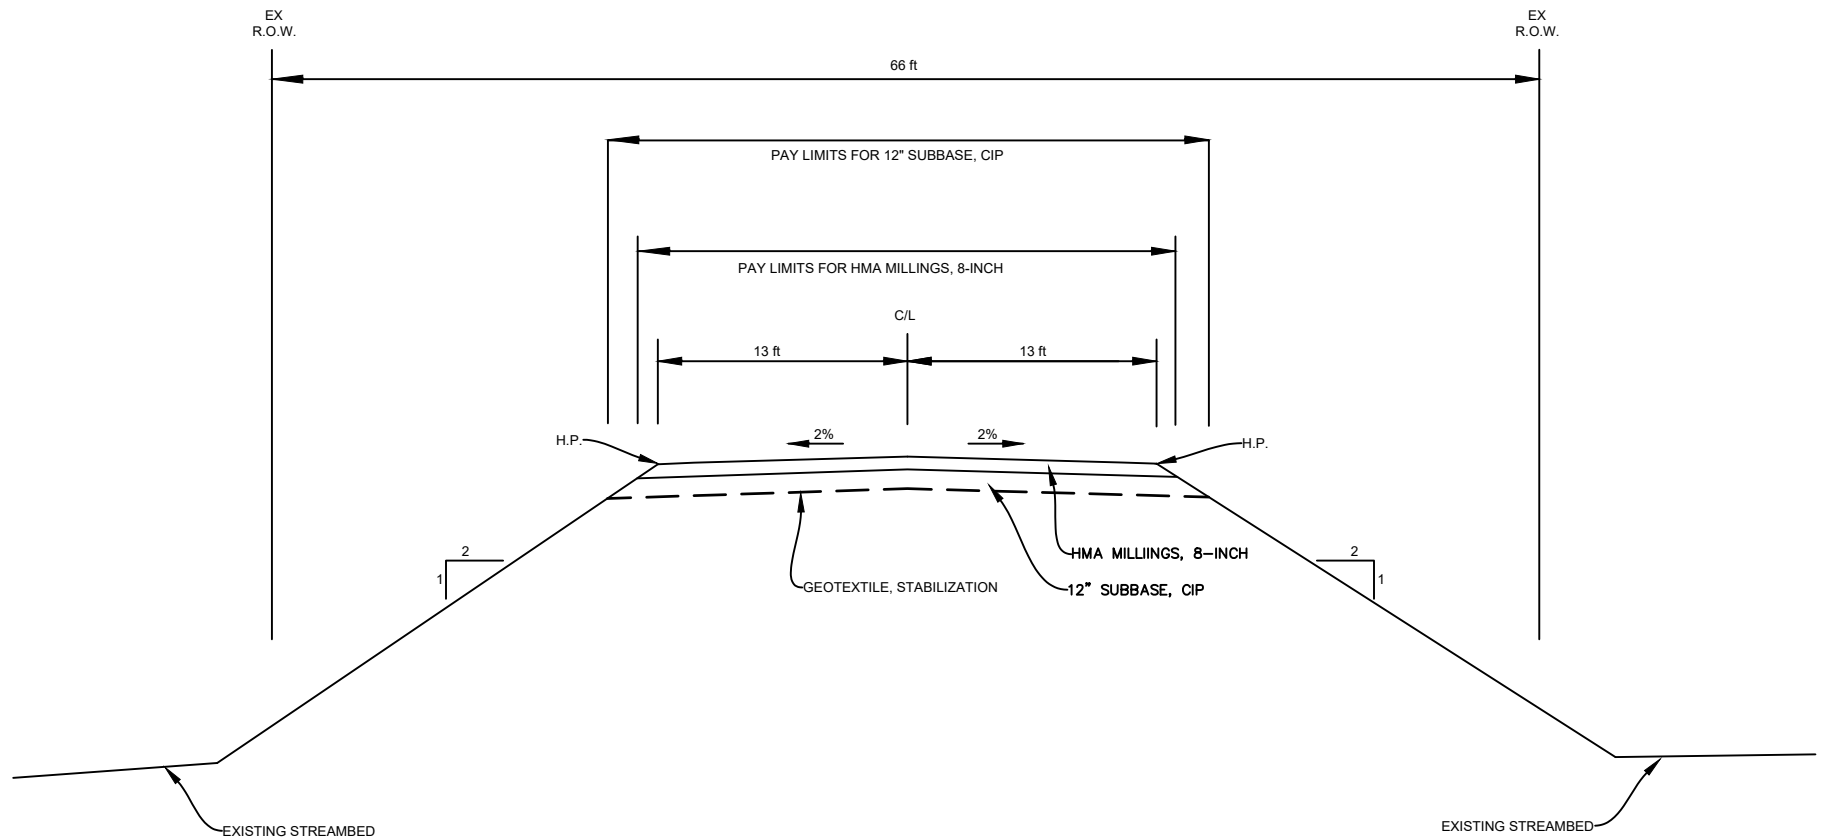 EX
R.O.W.
EX
R.O.W.
66 ft
PAY LIMITS FOR 12" SUBBASE, CIP
PAY LIMITS FOR HMA MILLINGS, 8-INCH
C/L
13 ft
13 ft
2%
2%
H.P.
H.P.
2
1
2
1
HMA MILLIINGS, 8-INCH
GEOTEXTILE, STABILIZATION
12" SUBBASE, CIP
EXISTING STREAMBED
EXISTING STREAMBED